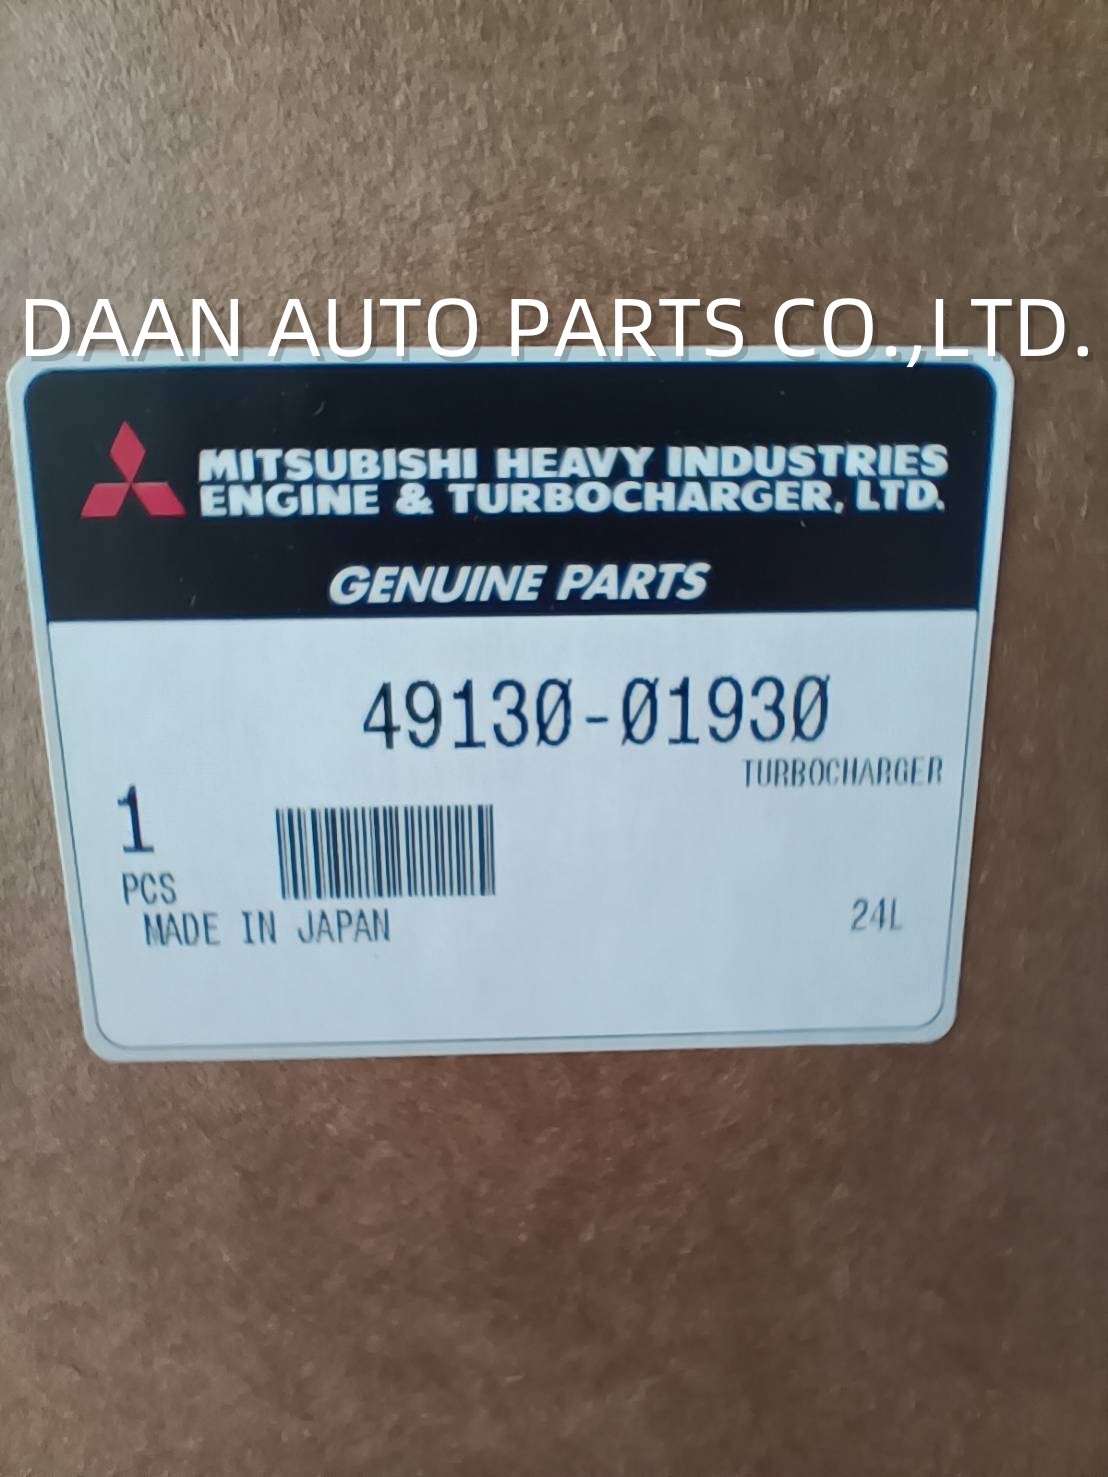 DAAN AUTO PARTS CO.,LTD.
MITSUBISHI HEAVY INDUSTRIES
ENGINE & TURBOCHARGER, LTD.
GENUINE PARTS
49130-01930
TURBOCHARGER
1
PCS
MADE IN JAPAN
24L